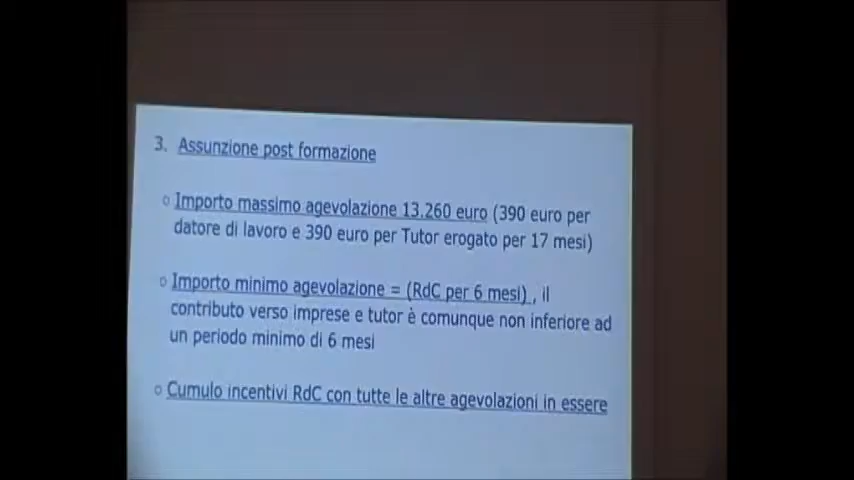 3. Assunzione post formazione
o Importo massimo agevolazione 13.260 euro (390 euro per
datore di lavoro e 390 euro per Tutor erogato per 17 mesi)
o Importo minimo agevolazione = (RdC per 6 mesi) , il
contributo verso imprese e tutor è comunque non inferiore ad
un periodo minimo di 6 mesi
o Cumulo incentivi RdC con tutte le altre agevolazioni in essere